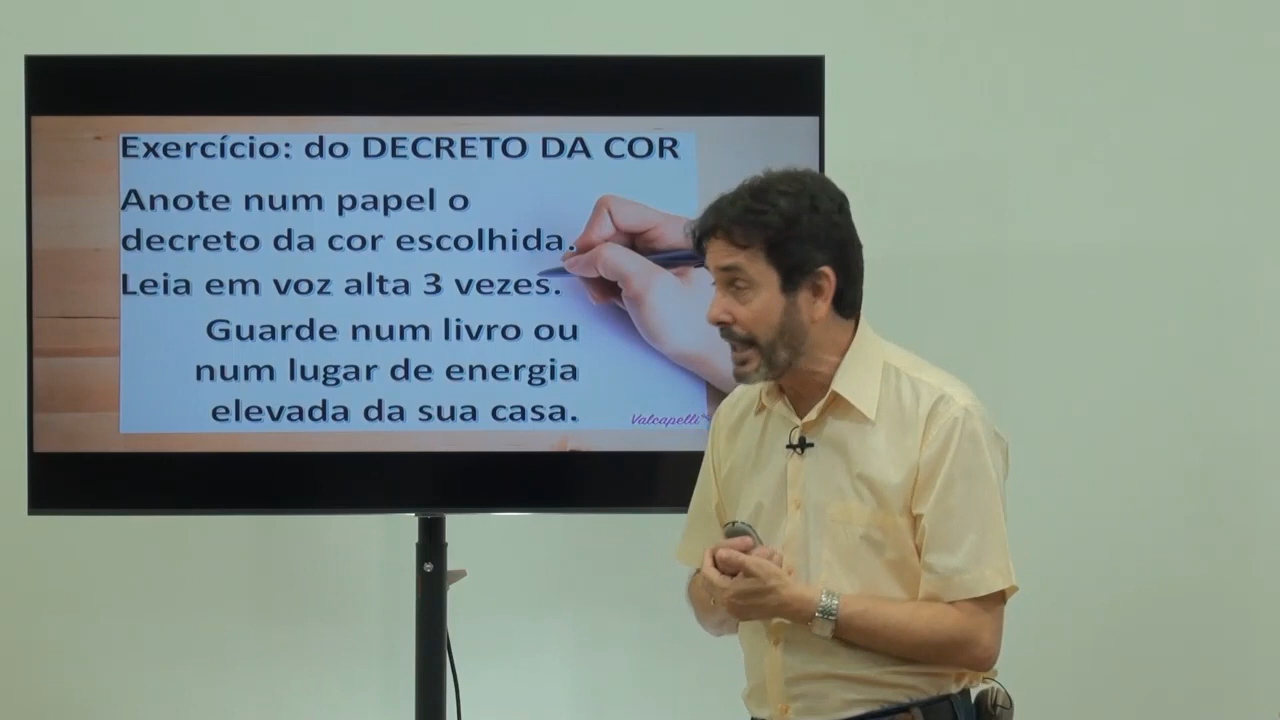 Exercício: do DECRETO DA COR
Anote num papel o
decreto da cor escolhida.
Leia em voz alta 3 vezes.
Guarde num livro ou
num lugar de energia
elevada da sua casa.
Valcapelli